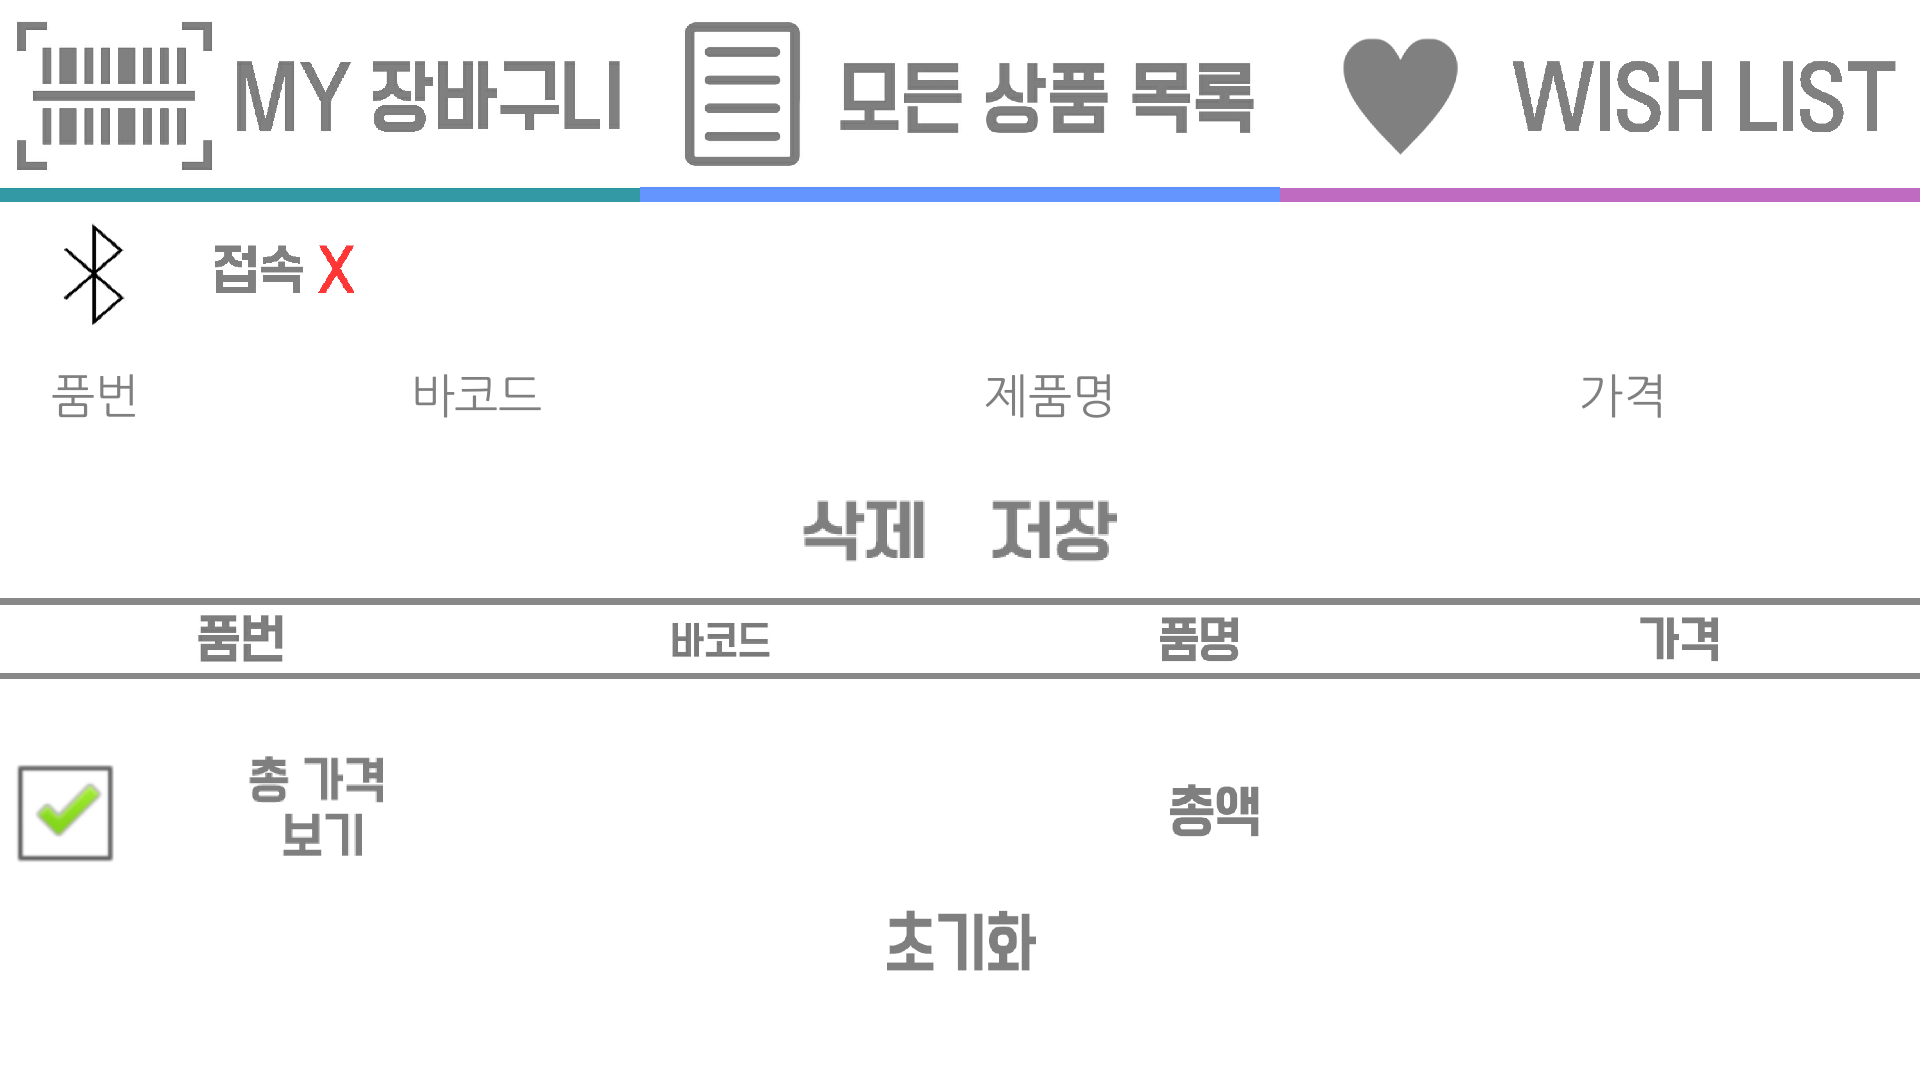 MY 장바구니
모든 상품 목록
WISH LIST
접속 X
품번 바코드 제품명 가격
삭제 저장
품번 바코드 품명 가격
총 가격
보기
총액
초기화